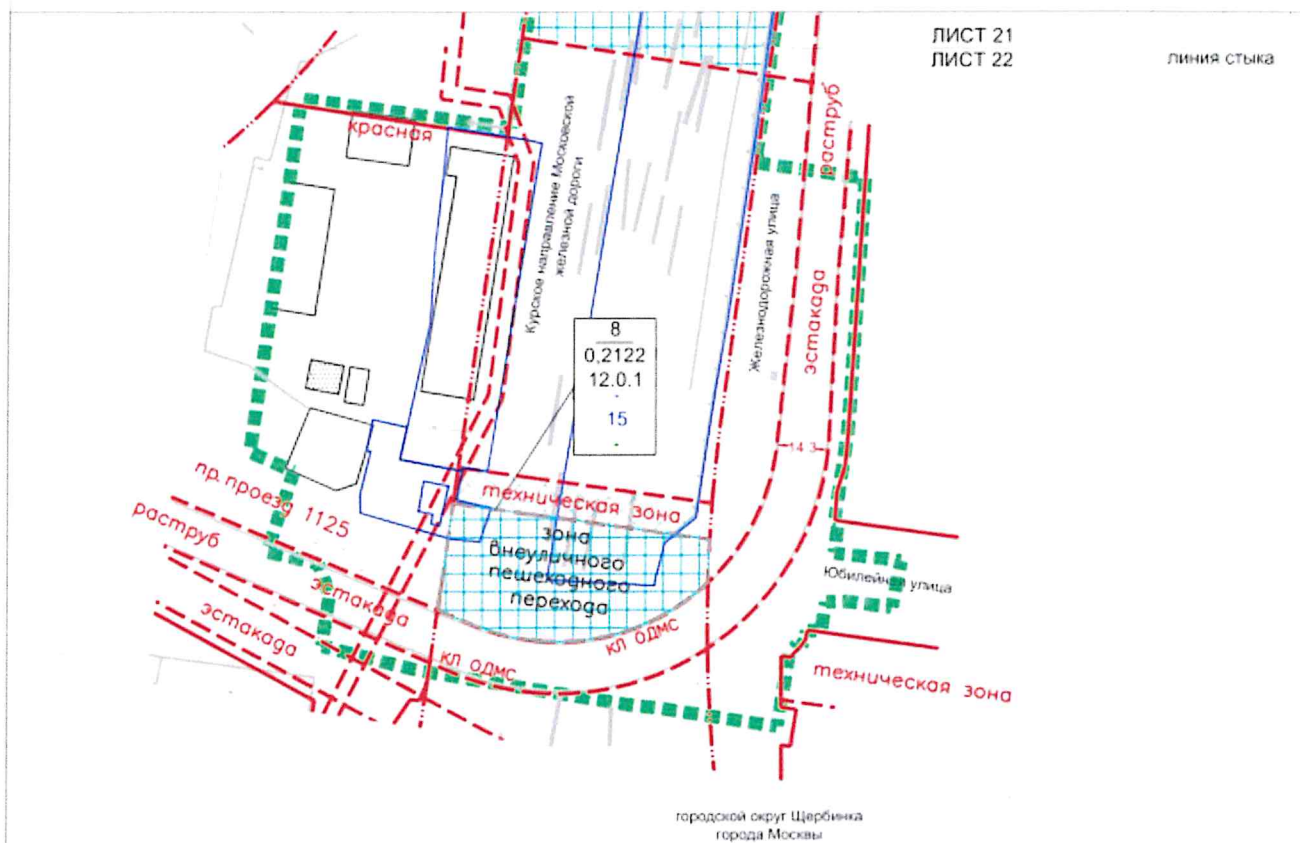 ЛИСТ 21
ЛИСТ 22
линия стыка
красная
раструб
Курское направление Московской
железной дороги
Железнодорожная улица
эстакада
8
0,2122
12.0.1
-
15
-
14.3
техническая зона
пр. проезд 1125
раструб
эстакада
эстакада
зона
внеуличного
пешеходного
перехода
кл ОДМС
кл ОДМС
Юбилейная улица
техническая зона
городской округ Щербинка
города Москвы